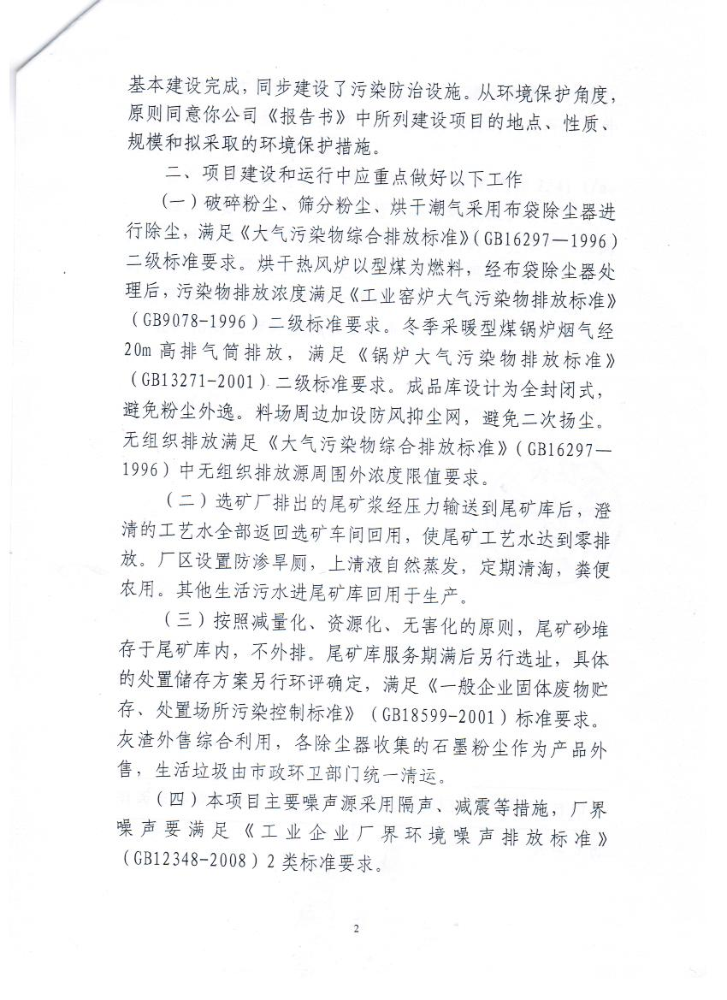 基本建设完成，同步建设了污染防治设施。从环境保护角度，
原则同意你公司《报告书》中所列建设项目的地点、性质、
规模和拟采取的环境保护措施。
二、项目建设和运行中应重点做好以下工作
（一）破碎粉尘、筛分粉尘、烘干潮气采用布袋除尘器进
行除尘，满足《大气污染物综合排放标准》（GB16297—1996）
二级标准要求。烘干热风炉以型煤为燃料，经布袋除尘器处
理后，污染物排放浓度满足《工业窑炉大气污染物排放标准》
（GB9078-1996）二级标准要求。冬季采暖型煤锅炉烟气经
20m 高排气筒排放，满足《锅炉大气污染物排放标准》
（GB13271-2001）二级标准要求。成品库设计为全封闭式，
避免粉尘外逸。料场周边加设防风抑尘网，避免二次扬尘。
无组织排放满足《大气污染物综合排放标准》（GB16297—
1996）中无组织排放源周围外浓度限值要求。
（二）选矿厂排出的尾矿浆经压力输送到尾矿库后，澄
清的工艺水全部返回选矿车间回用，使尾矿工艺水达到零排
放。厂区设置防渗旱厕，上清液自然蒸发，定期清淘，粪便
农用。其他生活污水进尾矿库回用于生产。
（三）按照减量化、资源化、无害化的原则，尾矿砂堆
存于尾矿库内，不外排。尾矿库服务期满后另行选址，具体
的处置储存方案另行环评确定，满足《一般企业固体废物贮
存、处置场所污染控制标准》（GB18599-2001）标准要求。
灰渣外售综合利用，各除尘器收集的石墨粉尘作为产品外
售，生活垃圾由市政环卫部门统一清运。
（四）本项目主要噪声源采用隔声、减震等措施，厂界
噪声要满足《工业企业厂界环境噪声排放标准》
（GB12348-2008）2 类标准要求。
2